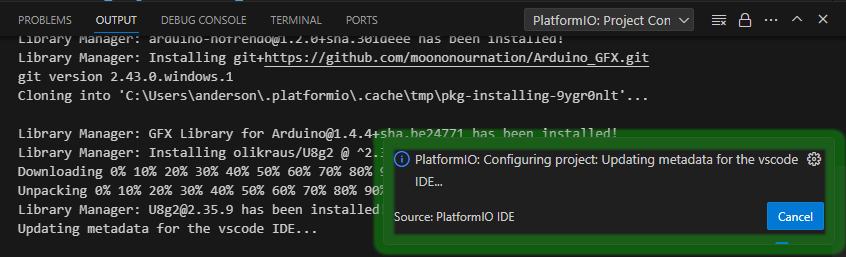 PROBLEMS
OUTPUT
DEBUG CONSOLE
TERMINAL
PORTS
PlatformIO: Project Con
Library Manager: arduino-nofrendo@1.2.0+sha.301deee has been installed!
Library Manager: Installing git+https://github.com/moononournation/Arduino_GFX.git
git version 2.43.0.windows.1
Cloning into 'C:\Users\anderson\.platformio\.cache\tmp\pkg-installing-9ygr0nlt'...
Library Manager: GFX Library for Arduino@1.4.4+sha.be24771 has been installed!
Library Manager: Installing olikraus/U8g2 @ ^2.3
Downloading 0% 10% 20% 30% 40% 50% 60% 70% 80% 9
Unpacking 0% 10% 20% 30% 40% 50% 60% 70% 80% 90%
Library Manager: U8g2@2.35.9 has been installed!
Updating metadata for the vscode IDE...
PlatformIO: Configuring project: Updating metadata for the vscode
IDE...
Source: PlatformIO IDE
Cancel